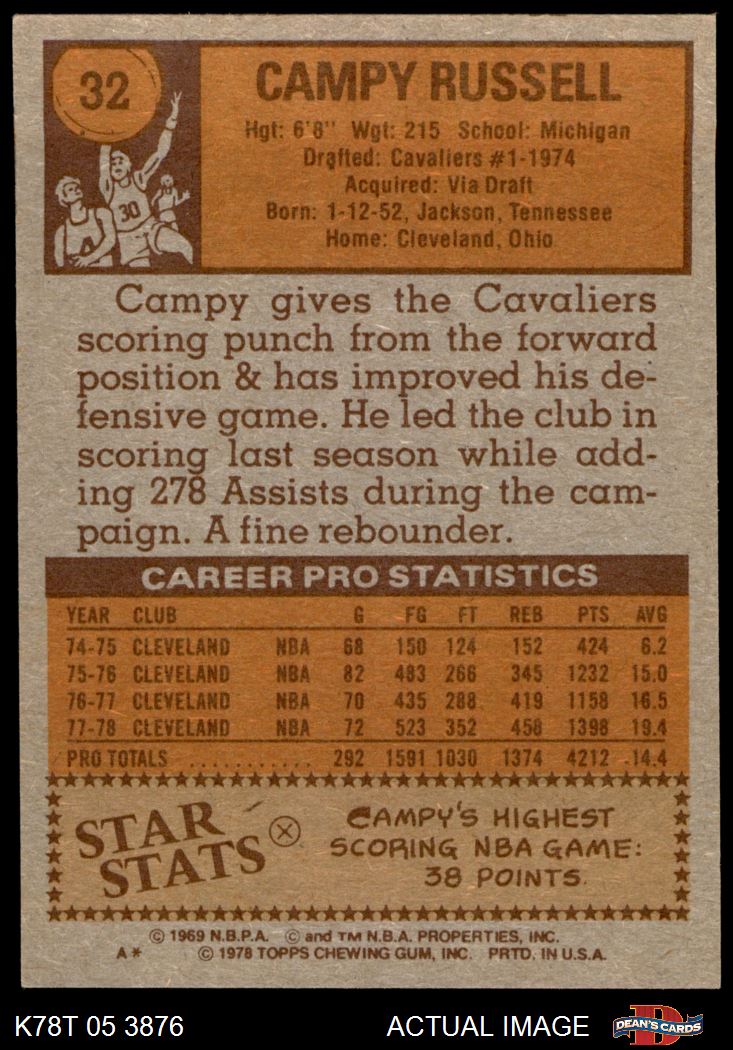 32
CAMPY RUSSELL
Hgt: 6'8" Wgt: 215 School: Michigan
Drafted: Cavaliers #1-1974
Acquired: Via Draft
Born: 1-12-52, Jackson, Tennessee
Home: Cleveland, Ohio
30
4
Campy gives the Cavaliers
scoring punch from the forward
position & has improved his de-
fensive game. He led the club in
scoring last season while add-
ing 278 Assists during the cam-
paign. A fine rebounder.
CAREER PRO STATISTICS
YEAR CLUB G FG FT REB PTS AVG
74-75 CLEVELAND NBA 68 150 124 152 424 6.2
75-76 CLEVELAND NBA 82 483 266 345 1232 15.0
76-77 CLEVELAND NBA 70 435 288 419 1158 16.5
77-78 CLEVELAND NBA 72 523 352 458 1398 19.4
PRO TOTALS ........... 292 1591 1030 1374 4212 14.4
STAR
STATS
CAMPY'S HIGHEST
SCORING NBA GAME:
38 POINTS
© 1969 N.B.P.A. © and TM N.B.A. PROPERTIES, INC.
A* © 1978 TOPPS CHEWING GUM, INC. PRTD. IN U.S.A.
K78T 05 3876 ACTUAL IMAGE DEAN'S CARDS